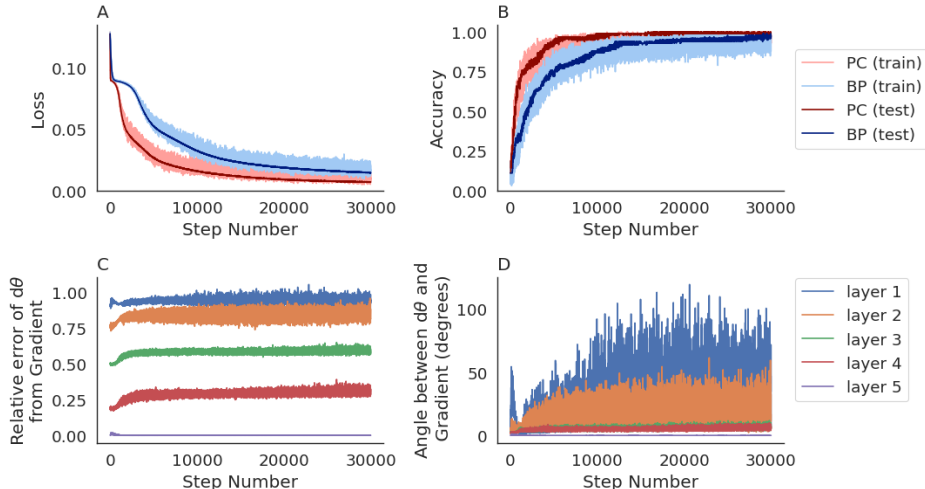 A
Loss
0.10
0.05
0.00
0
10000
20000
30000
Step Number
B
Accuracy
1.00
0.75
0.50
0.25
0.00
0
10000
20000
30000
Step Number
PC (train)
BP (train)
PC (test)
BP (test)
C
Relative error of dθ
from Gradient
1.00
0.75
0.50
0.25
0.00
0
10000
20000
30000
Step Number
D
Angle between dθ and
Gradient (degrees)
100
50
0
0
10000
20000
30000
Step Number
layer 1
layer 2
layer 3
layer 4
layer 5